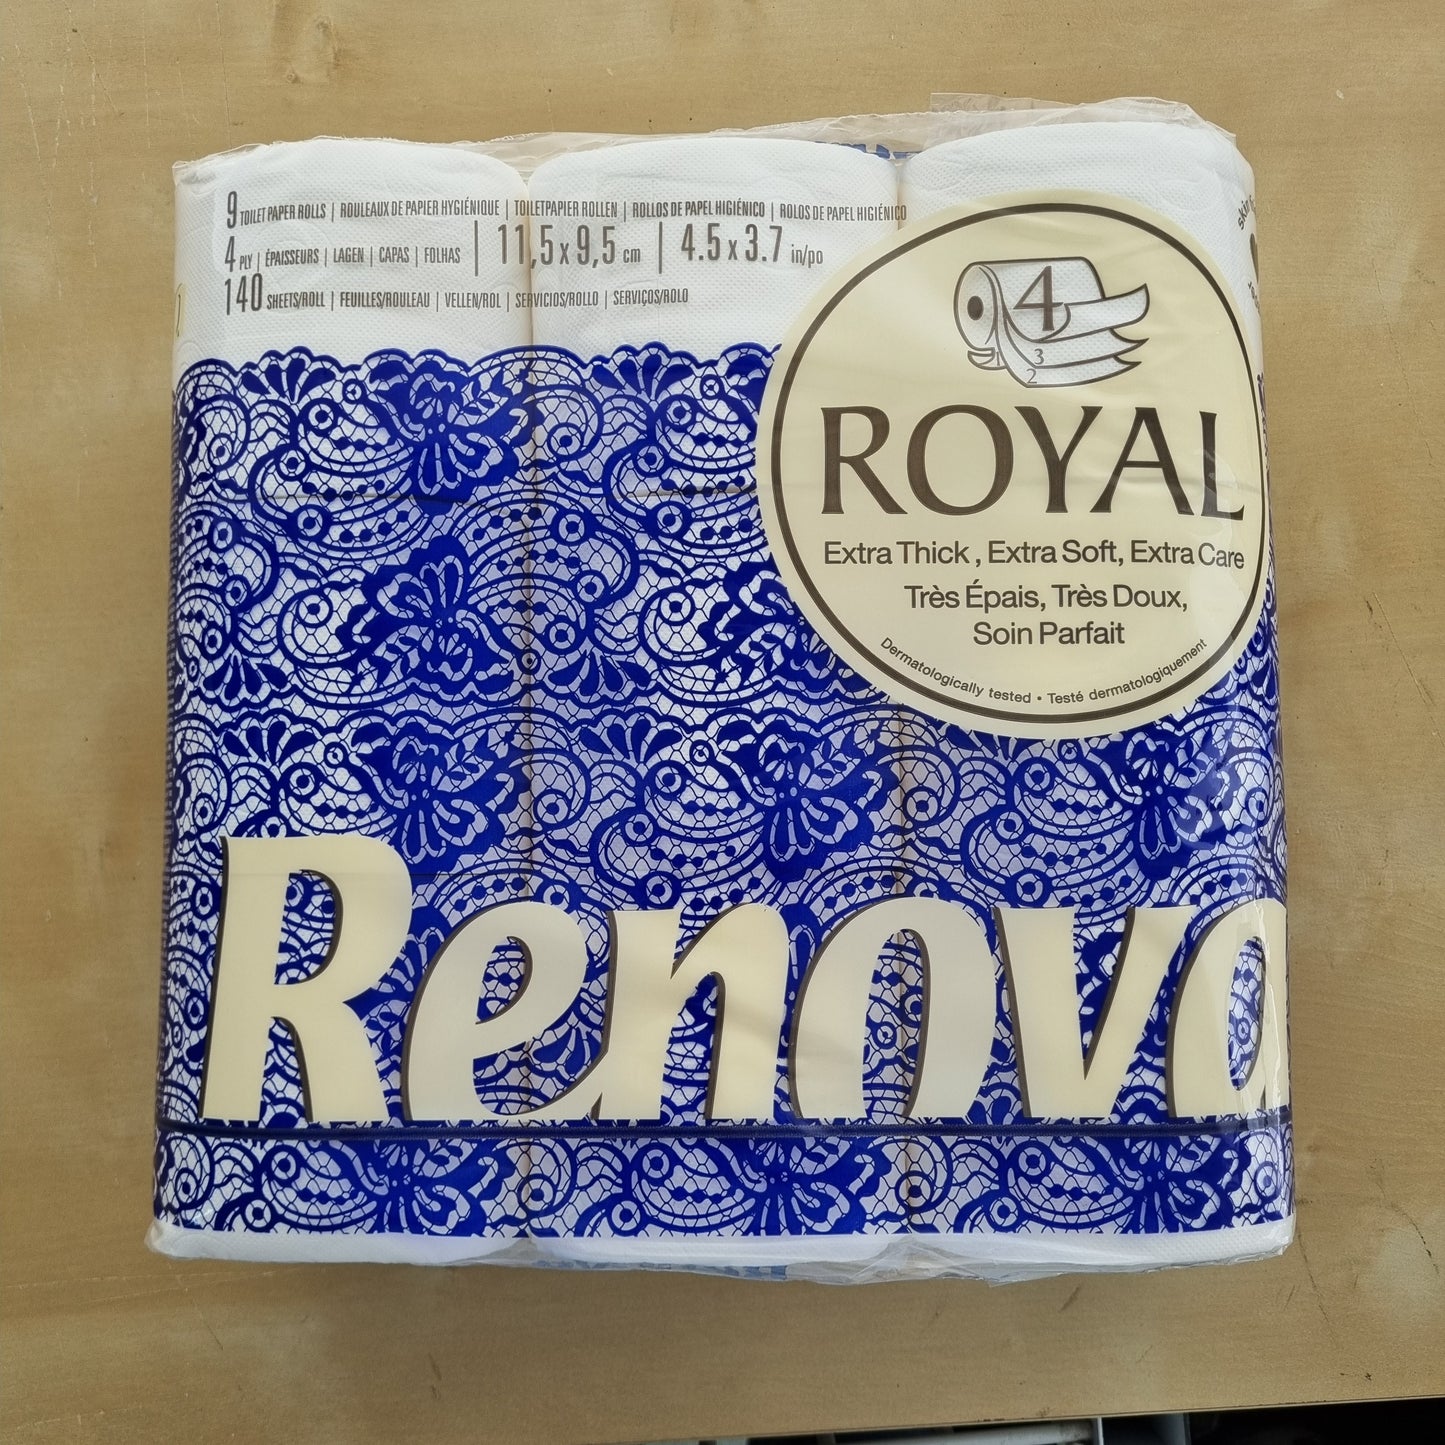 9 TOILET PAPER ROLLS | ROULEAUX DE PAPIER HYGIÉNIQUE | TOILETPAPIER ROLLEN | ROLLOS DE PAPEL HIGIÉNICO | ROLOS DE PAPEL HIGIÉNICO
4 PLY | ÉPAISSEURS | LAGEN | CAPAS | FOLHAS | 11,5 x 9,5 cm | 4.5 x 3.7 in/po
140 SHEETS/ROLL | FEUILLES/ROULEAU | VELLEN/ROL | SERVICIOS/ROLLO | SERVIÇOS/ROLO
4
1 3
2
ROYAL
Extra Thick , Extra Soft, Extra Care
Très Épais, Très Doux,
Soin Parfait
Dermatologically tested • Testé dermatologiquement
Renova
skin